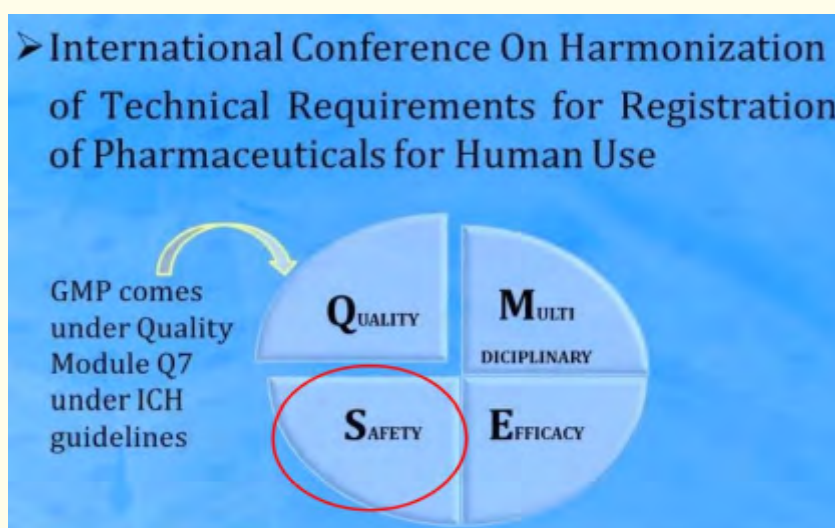 ➤International Conference On Harmonization
of Technical Requirements for Registration
of Pharmaceuticals for Human Use
GMP comes
under Quality
Module Q7
under ICH
guidelines
QUALITY
MULTI
DICIPLINARY
SAFETY
EFFICACY